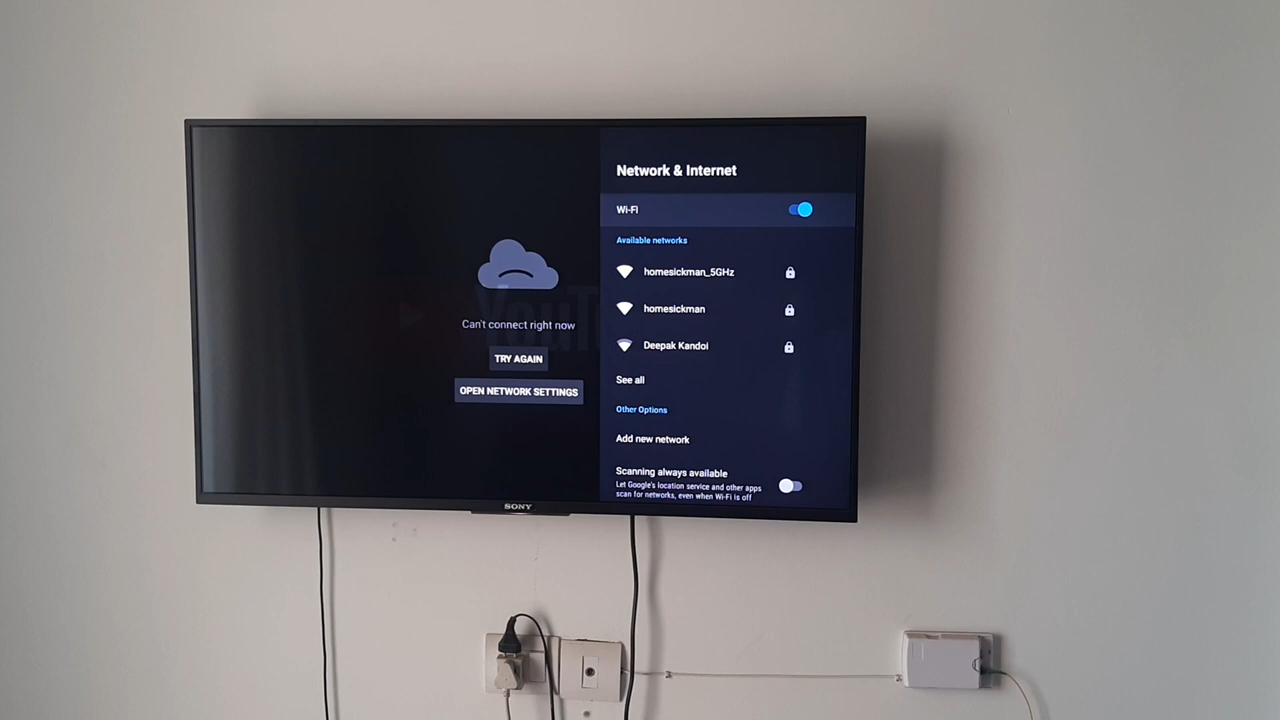 Network & Internet
Wi-Fi
Available networks
homesickman_5GHz
homesickman
Deepak Kandoi
See all
Other Options
Add new network
Scanning always available
Let Google's location service and other apps
scan for networks, even when Wi-Fi is off
YouT
Can't connect right now
TRY AGAIN
OPEN NETWORK SETTINGS
SONY